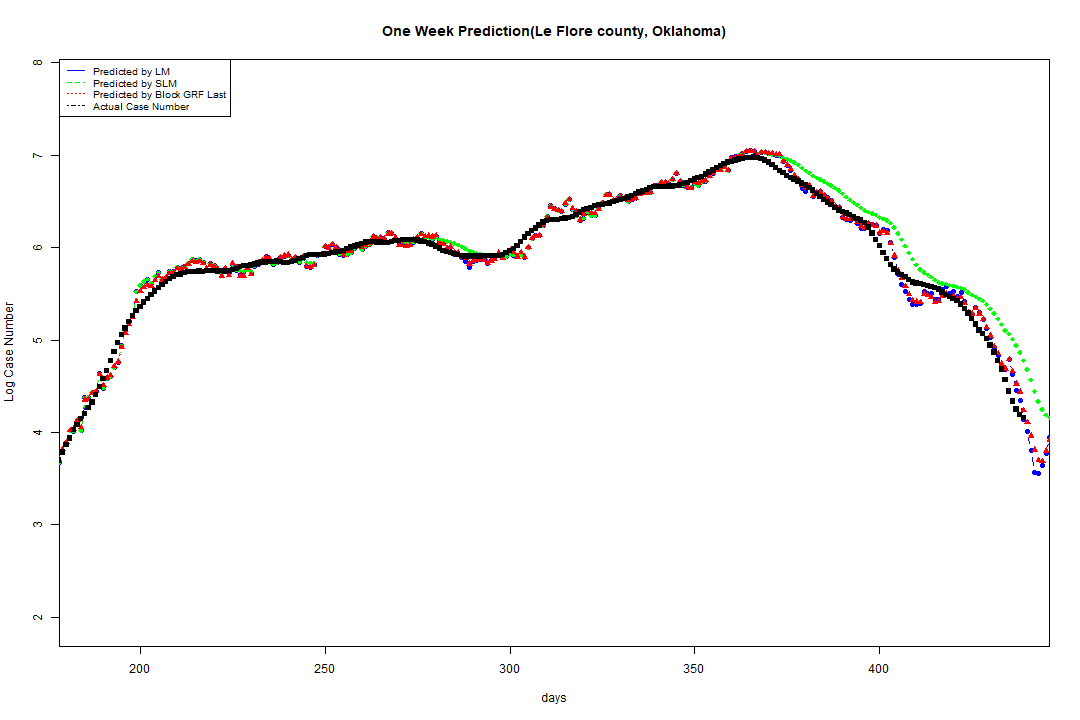 One Week Prediction(Le Flore county, Oklahoma)
Predicted by LM
Predicted by SLM
Predicted by Block GRF Last
Actual Case Number
8
7
6
5
4
3
2
Log Case Number
200 250 300 350 400
days